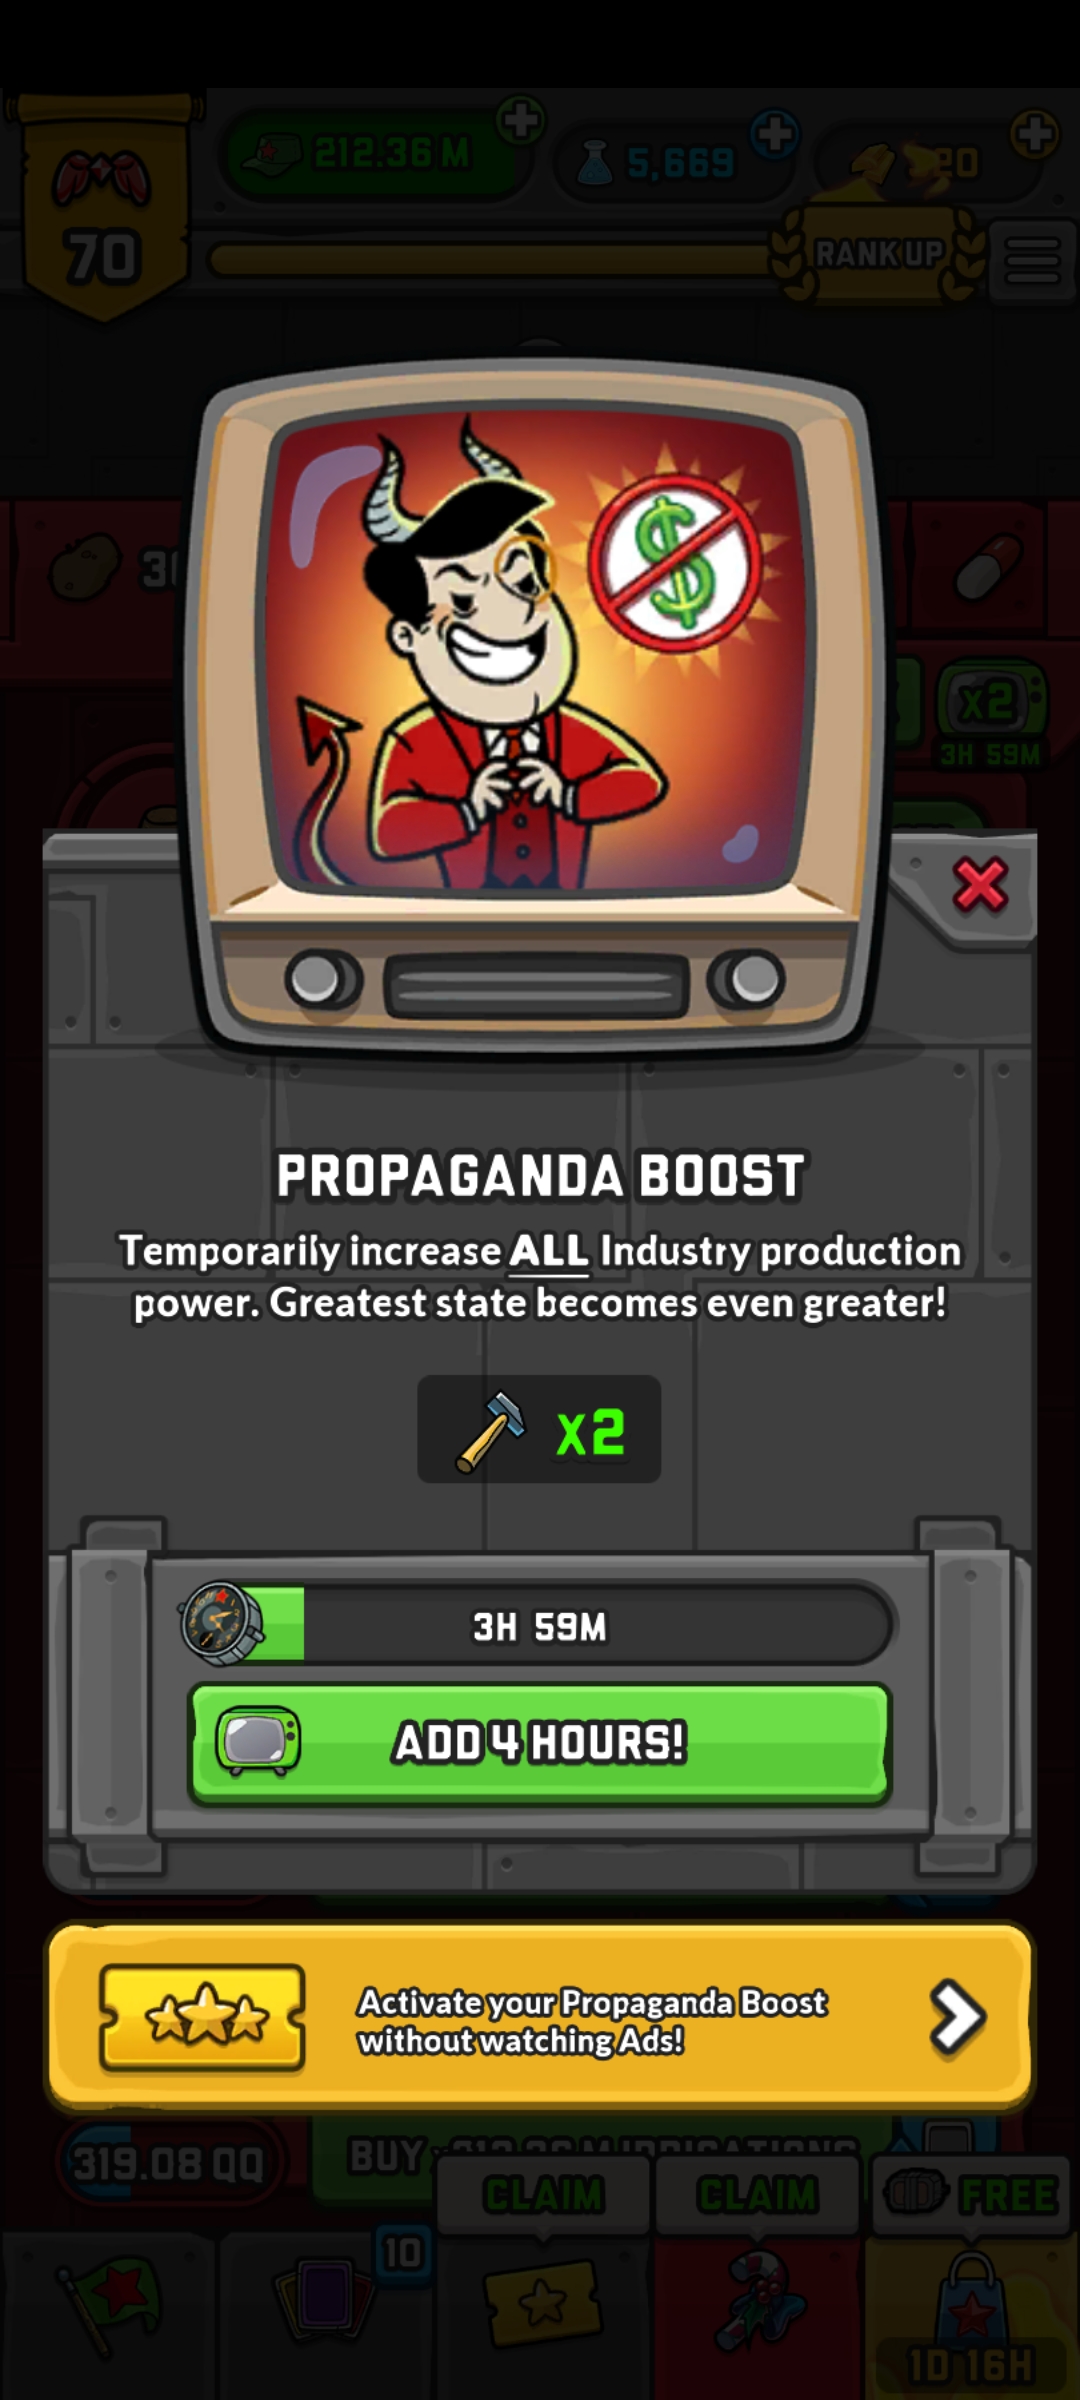 212.36 M
5,669
20
70
RANK UP
x2
3H 59M
PROPAGANDA BOOST
Temporarily increase ALL Industry production
power. Greatest state becomes even greater!
x2
3H 59M
ADD 4 HOURS!
Activate your Propaganda Boost
without watching Ads!
319.08 QQ
BUY
CLAIM
CLAIM
FREE
10
1D 16H